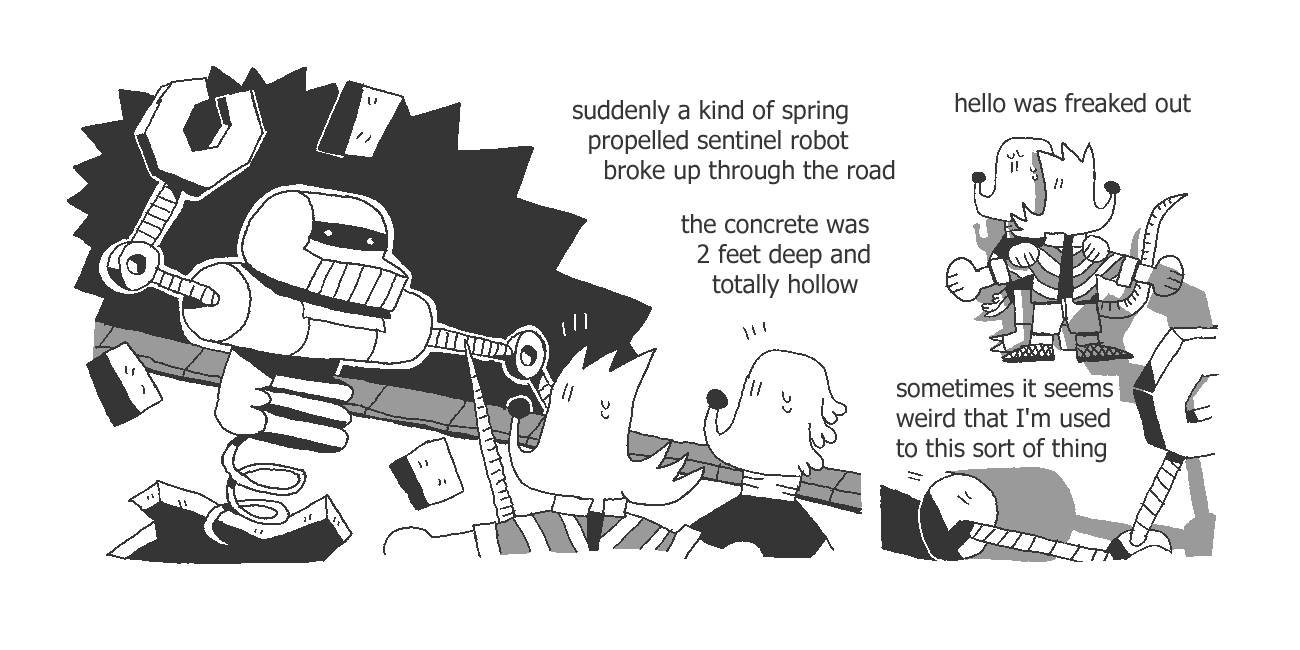 suddenly a kind of spring
propelled sentinel robot
broke up through the road
the concrete was
2 feet deep and
totally hollow
hello was freaked out
sometimes it seems
weird that I'm used
to this sort of thing